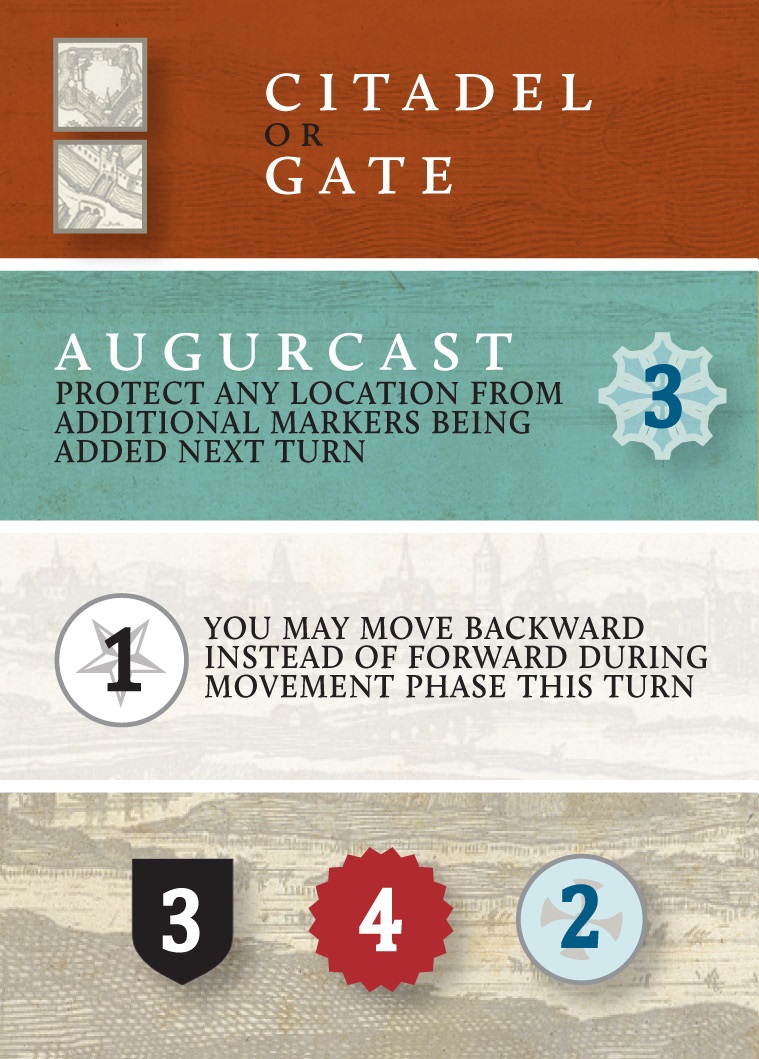 CITADEL
OR
GATE
AUGURCAST
PROTECT ANY LOCATION FROM
ADDITIONAL MARKERS BEING
ADDED NEXT TURN
3
1
YOU MAY MOVE BACKWARD
INSTEAD OF FORWARD DURING
MOVEMENT PHASE THIS TURN
3 4 2